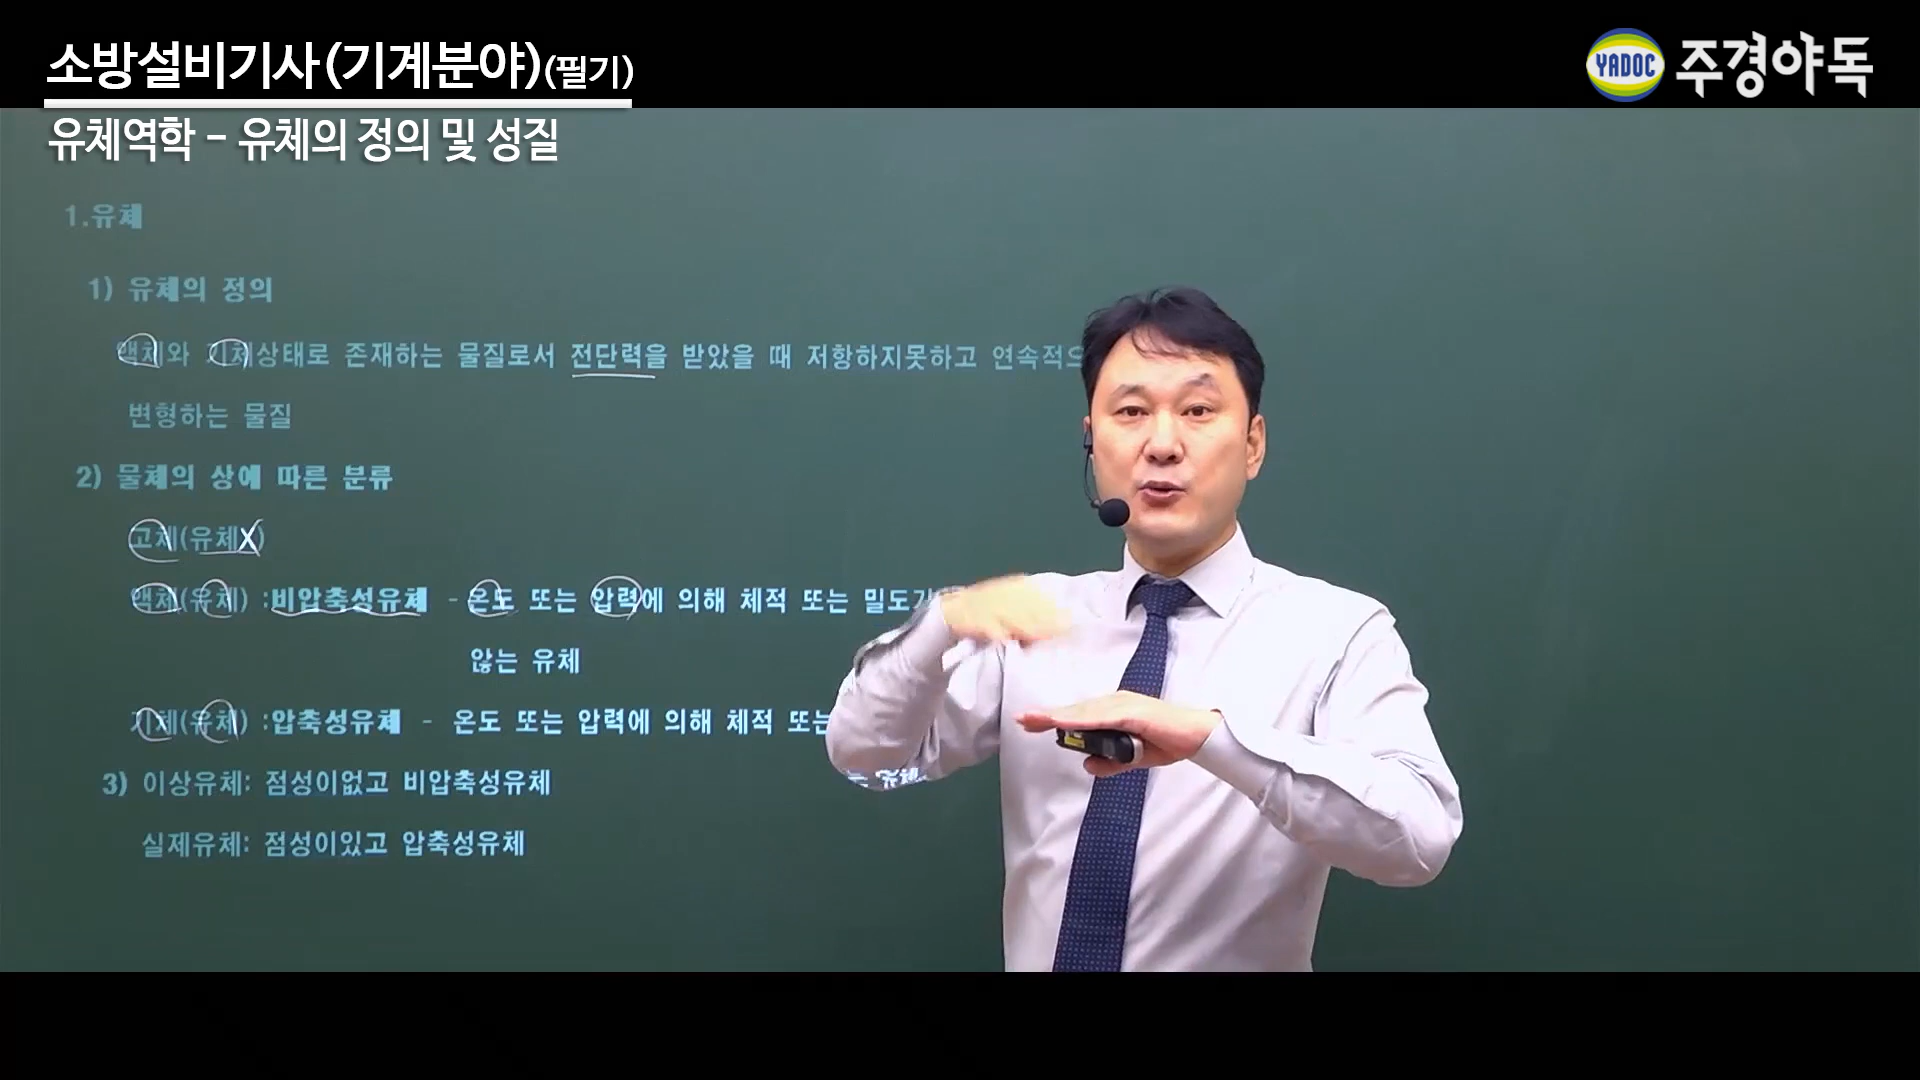 소방설비기사(기계분야)(필기)
YADOC 주경야독
유체역학 - 유체의 정의 및 성질
1.유체
1) 유체의 정의
액체와 기체상태로 존재하는 물질로서 전단력을 받았을 때 저항하지못하고 연속적으
변형하는 물질
2) 물체의 상에 따른 분류
고체(유체X)
액체(유체) :비압축성유체 - 온도 또는 압력에 의해 체적 또는 밀도가
않는 유체
기체(유체) :압축성유체 - 온도 또는 압력에 의해 체적 또는
는 유체
3) 이상유체: 점성이없고 비압축성유체
실제유체: 점성이있고 압축성유체